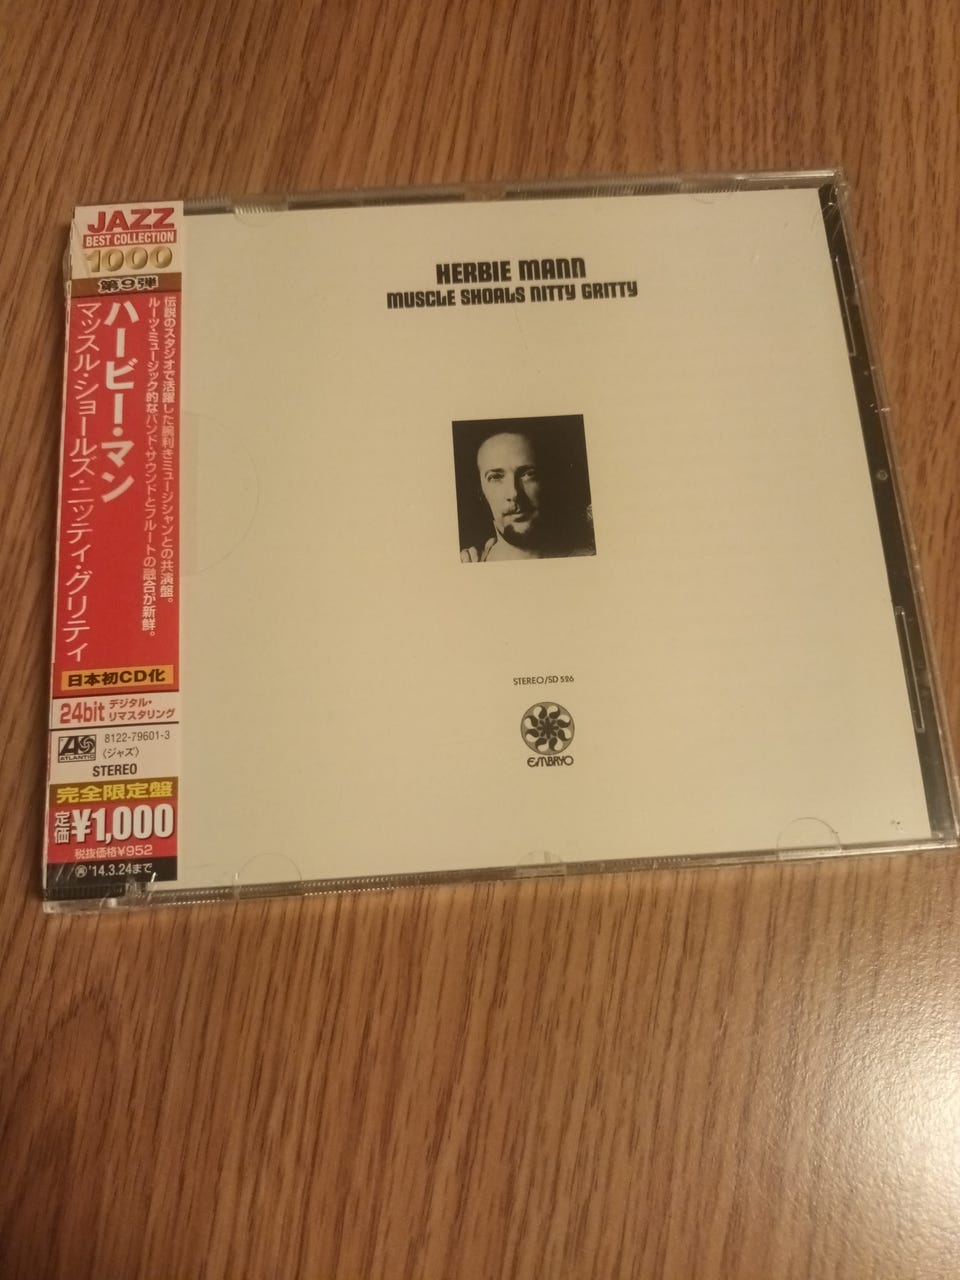 JAZZ
BEST COLLECTION
1000
第9弾
伝説のスタジオで活躍した腕利きミュージシャンとの共演盤。
ルーツ・ミュージック的なバンド・サウンドとフルートの融合が新鮮。
ハービー・マン
マッスル・ショールズ・ニッティ・グリティ
日本初CD化
24bit デジタル・
リマスタリング
ATLANTIC
8122-79601-3
〈ジャズ〉
STEREO
完全限定盤
定価 ¥1,000
税抜価格¥952
再 '14.3.24まで
HERBIE MANN
MUSCLE SHOALS NITTY GRITTY
STEREO/SD 526
EMBRYO